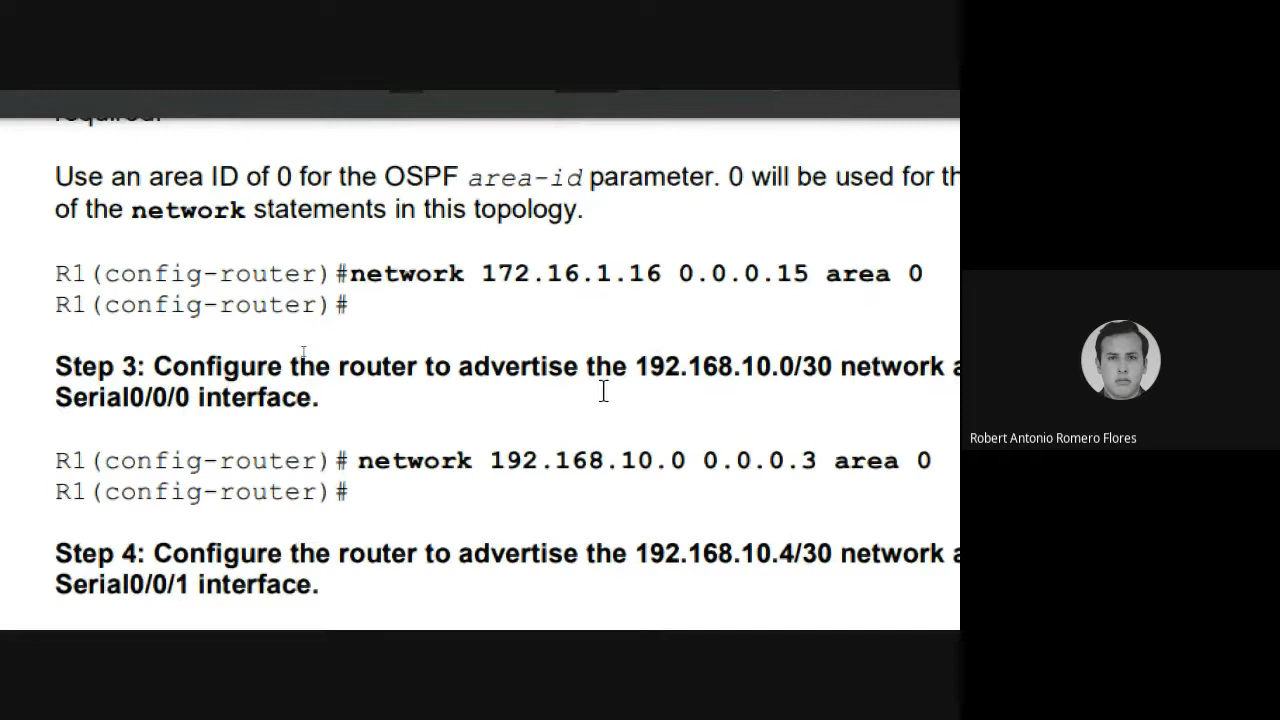 required.
Use an area ID of 0 for the OSPF area-id parameter. 0 will be used for
of the network statements in this topology.
R1(config-router)#network 172.16.1.16 0.0.0.15 area 0
R1(config-router)#
Step 3: Configure the router to advertise the 192.168.10.0/30 network
Serial0/0/0 interface.
R1(config-router)# network 192.168.10.0 0.0.0.3 area 0
R1(config-router)#
Step 4: Configure the router to advertise the 192.168.10.4/30 network
Serial0/0/1 interface.
Robert Antonio Romero Flores